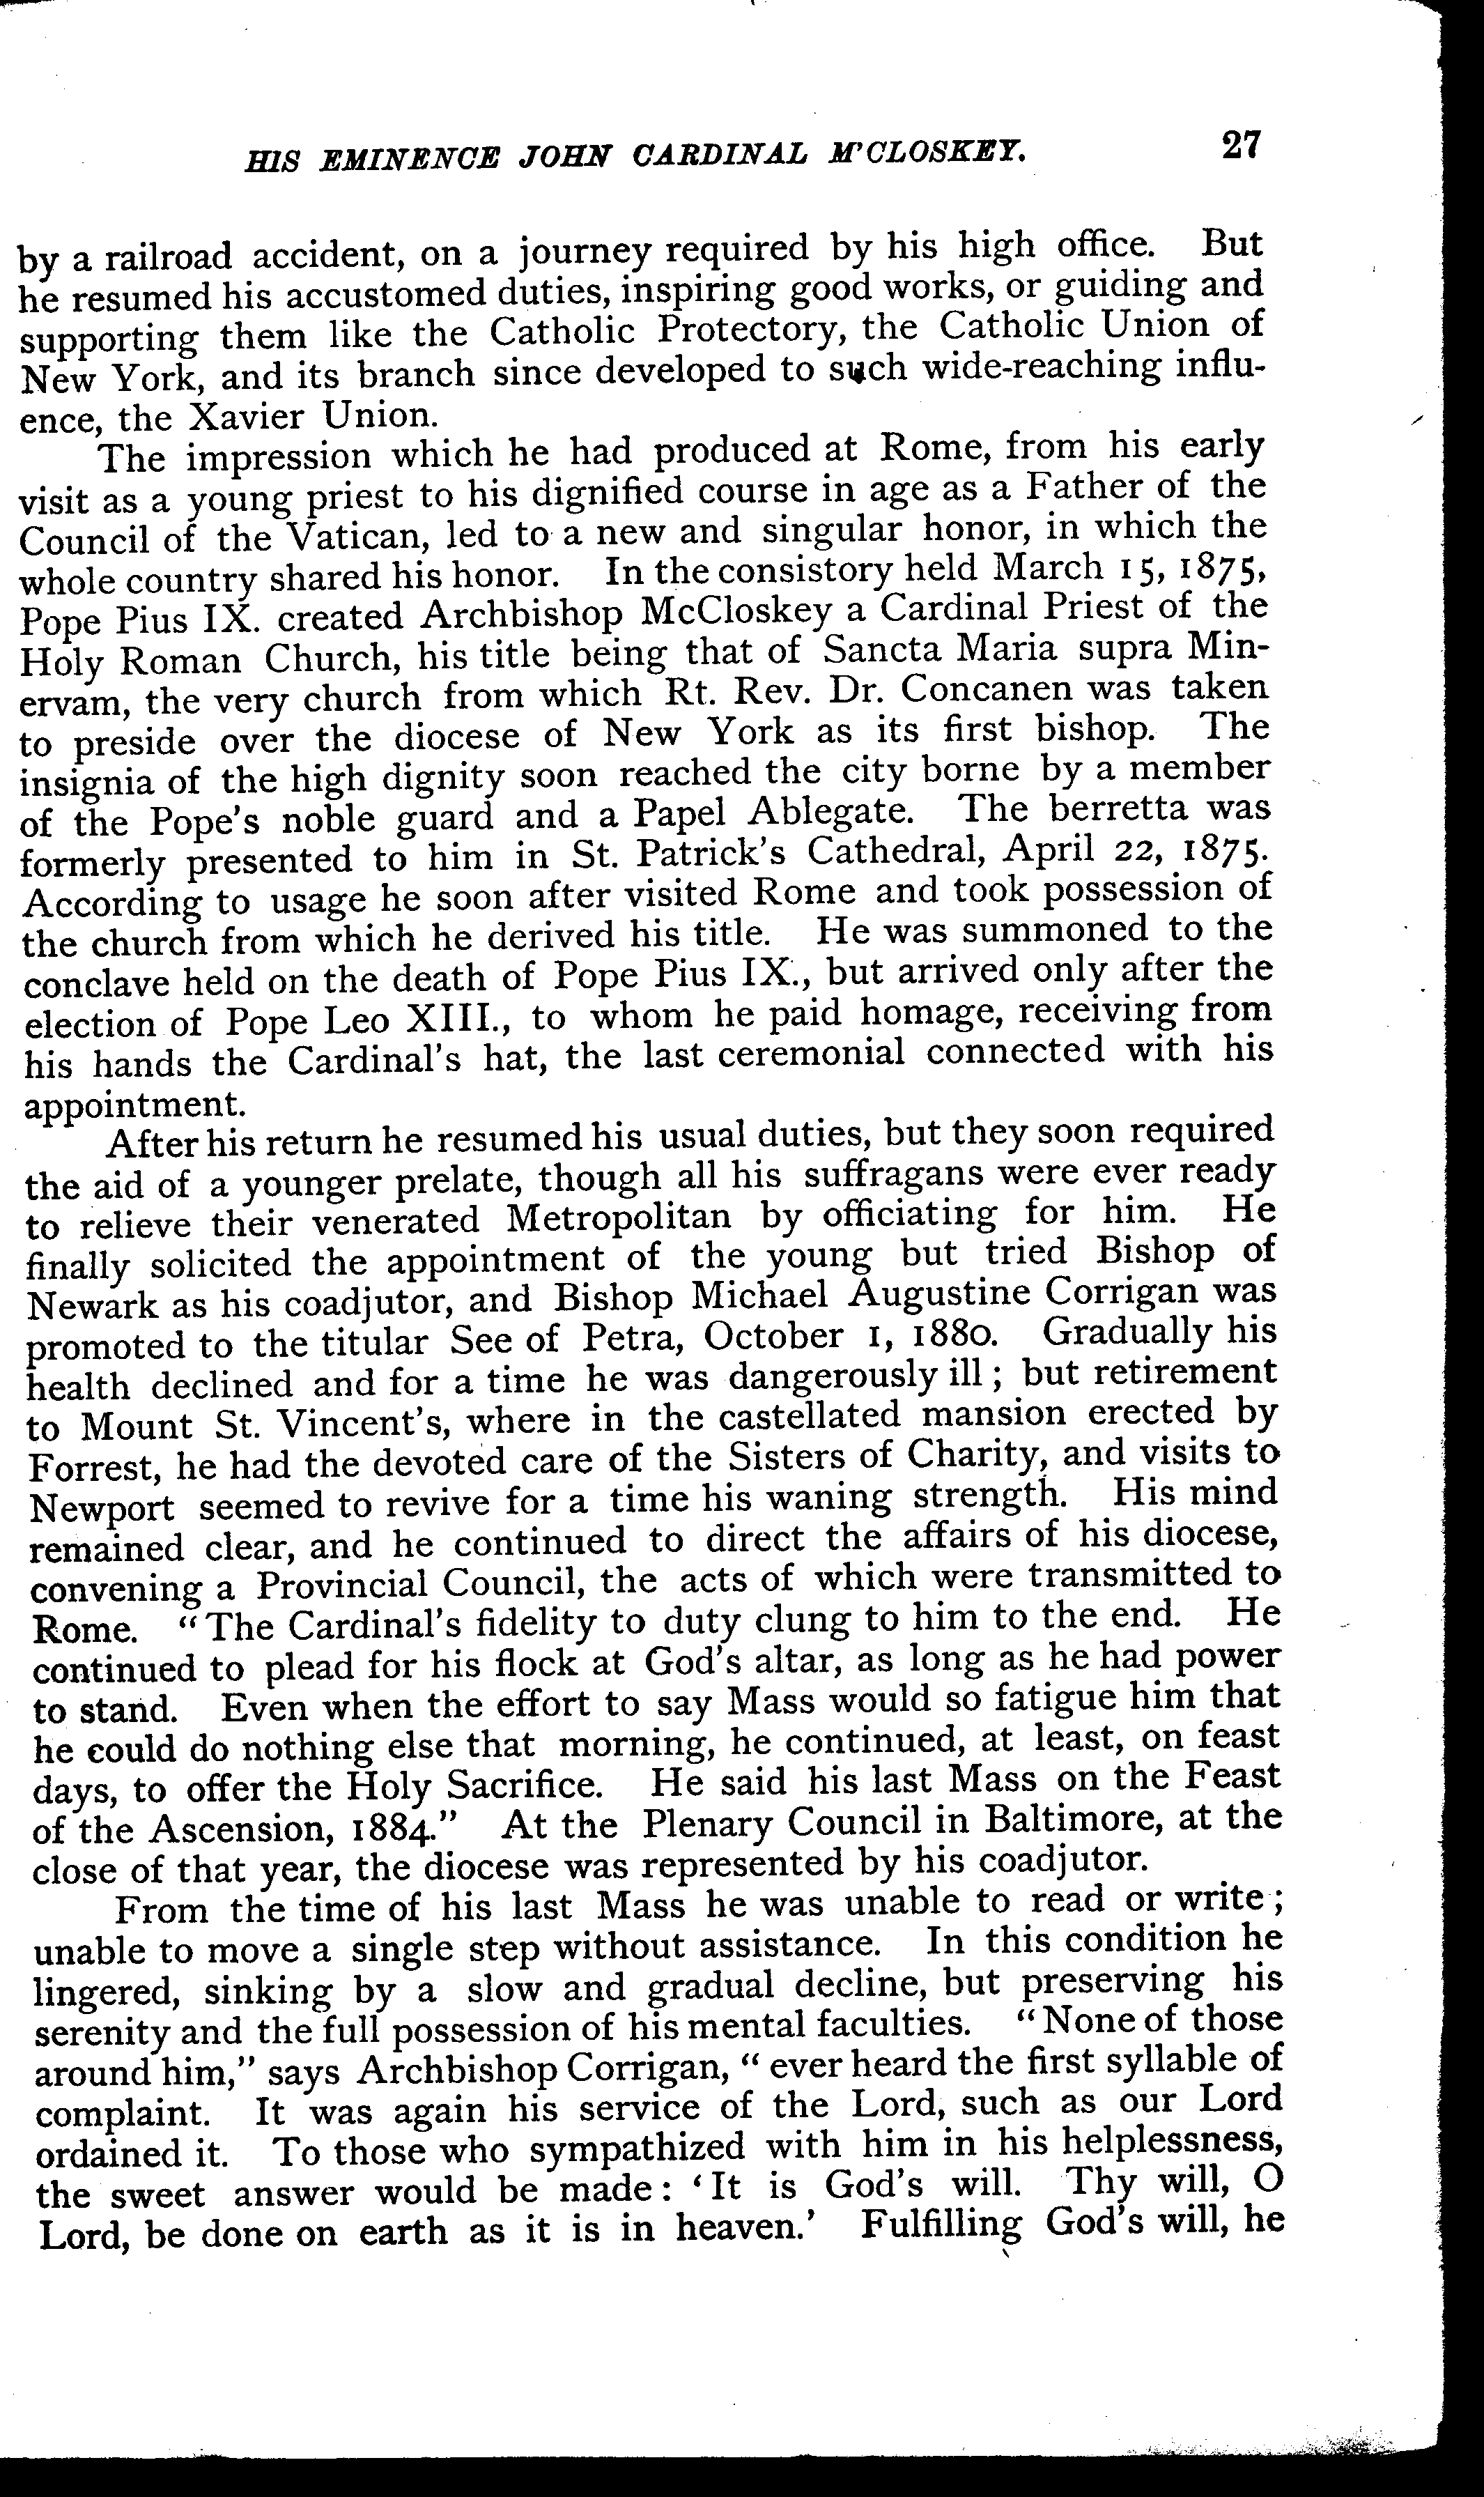 HIS EMINENCE JOHN CARDINAL M'CLOSKEY. 27
by a railroad accident, on a journey required by his high office. But
he resumed his accustomed duties, inspiring good works, or guiding and
supporting them like the Catholic Protectory, the Catholic Union of
New York, and its branch since developed to such wide-reaching influ-
ence, the Xavier Union.
The impression which he had produced at Rome, from his early
visit as a young priest to his dignified course in age as a Father of the
Council of the Vatican, led to a new and singular honor, in which the
whole country shared his honor. In the consistory held March 15, 1875,
Pope Pius IX. created Archbishop McCloskey a Cardinal Priest of the
Holy Roman Church, his title being that of Sancta Maria supra Min-
ervam, the very church from which Rt. Rev. Dr. Concanen was taken
to preside over the diocese of New York as its first bishop. The
insignia of the high dignity soon reached the city borne by a member
of the Pope's noble guard and a Papel Ablegate. The berretta was
formerly presented to him in St. Patrick's Cathedral, April 22, 1875.
According to usage he soon after visited Rome and took possession of
the church from which he derived his title. He was summoned to the
conclave held on the death of Pope Pius IX., but arrived only after the
election of Pope Leo XIII., to whom he paid homage, receiving from
his hands the Cardinal's hat, the last ceremonial connected with his
appointment.
After his return he resumed his usual duties, but they soon required
the aid of a younger prelate, though all his suffragans were ever ready
to relieve their venerated Metropolitan by officiating for him. He
finally solicited the appointment of the young but tried Bishop of
Newark as his coadjutor, and Bishop Michael Augustine Corrigan was
promoted to the titular See of Petra, October 1, 1880. Gradually his
health declined and for a time he was dangerously ill; but retirement
to Mount St. Vincent's, where in the castellated mansion erected by
Forrest, he had the devoted care of the Sisters of Charity, and visits to
Newport seemed to revive for a time his waning strength. His mind
remained clear, and he continued to direct the affairs of his diocese,
convening a Provincial Council, the acts of which were transmitted to
Rome. "The Cardinal's fidelity to duty clung to him to the end. He
continued to plead for his flock at God's altar, as long as he had power
to stand. Even when the effort to say Mass would so fatigue him that
he could do nothing else that morning, he continued, at least, on feast
days, to offer the Holy Sacrifice. He said his last Mass on the Feast
of the Ascension, 1884." At the Plenary Council in Baltimore, at the
close of that year, the diocese was represented by his coadjutor.
From the time of his last Mass he was unable to read or write;
unable to move a single step without assistance. In this condition he
lingered, sinking by a slow and gradual decline, but preserving his
serenity and the full possession of his mental faculties. "None of those
around him," says Archbishop Corrigan, "ever heard the first syllable of
complaint. It was again his service of the Lord, such as our Lord
ordained it. To those who sympathized with him in his helplessness,
the sweet answer would be made: 'It is God's will. Thy will, O
Lord, be done on earth as it is in heaven.' Fulfilling God's will, he